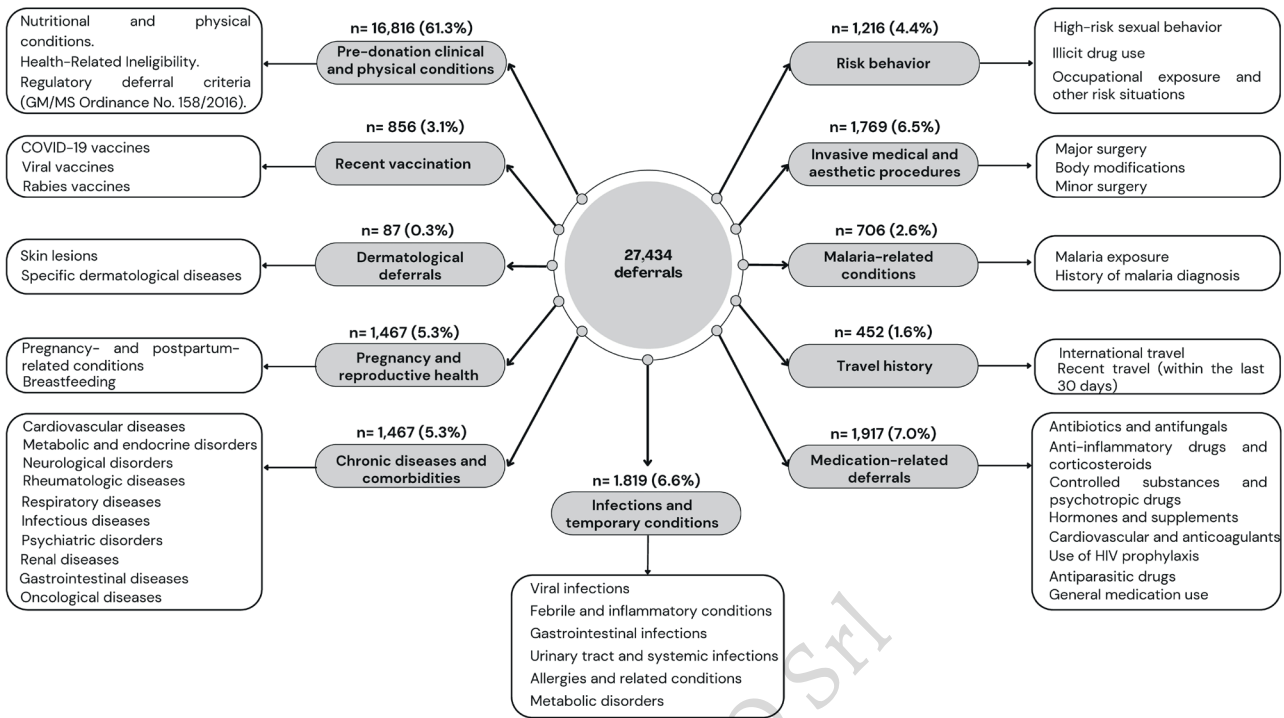 n= 16,816 (61.3%)
Pre-donation clinical
and physical conditions
Nutritional and physical
conditions.
Health-Related Ineligibility.
Regulatory deferral criteria
(GM/MS Ordinance No. 158/2016).
n= 856 (3.1%)
Recent vaccination
COVID-19 vaccines
Viral vaccines
Rabies vaccines
n= 87 (0.3%)
Dermatological
deferrals
Skin lesions
Specific dermatological diseases
n= 1,467 (5.3%)
Pregnancy and
reproductive health
Pregnancy- and postpartum-
related conditions
Breastfeeding
n= 1,467 (5.3%)
Chronic diseases and
comorbidities
Cardiovascular diseases
Metabolic and endocrine disorders
Neurological disorders
Rheumatologic diseases
Respiratory diseases
Infectious diseases
Psychiatric disorders
Renal diseases
Gastrointestinal diseases
Oncological diseases
27,434
deferrals
n= 1.819 (6.6%)
Infections and
temporary conditions
Viral infections
Febrile and inflammatory conditions
Gastrointestinal infections
Urinary tract and systemic infections
Allergies and related conditions
Metabolic disorders
n= 1,216 (4.4%)
Risk behavior
High-risk sexual behavior
Illicit drug use
Occupational exposure and
other risk situations
n= 1,769 (6.5%)
Invasive medical and
aesthetic procedures
Major surgery
Body modifications
Minor surgery
n= 706 (2.6%)
Malaria-related
conditions
Malaria exposure
History of malaria diagnosis
n= 452 (1.6%)
Travel history
International travel
Recent travel (within the last
30 days)
n= 1,917 (7.0%)
Medication-related
deferrals
Antibiotics and antifungals
Anti-inflammatory drugs and
corticosteroids
Controlled substances and
psychotropic drugs
Hormones and supplements
Cardiovascular and anticoagulants
Use of HIV prophylaxis
Antiparasitic drugs
General medication use
Srl